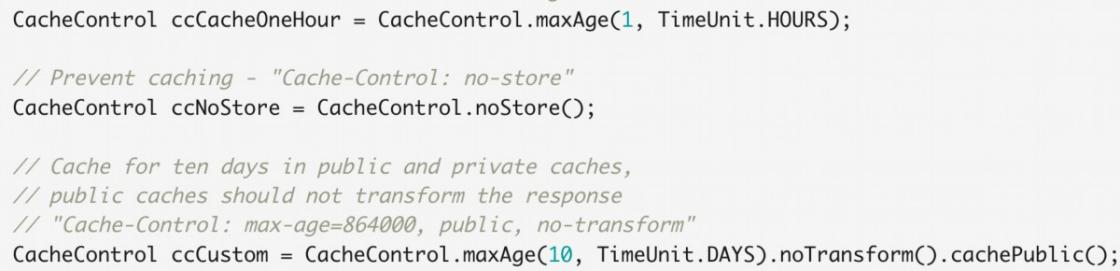 CacheControl ccCacheOneHour = CacheControl.maxAge(1, TimeUnit.HOURS);
// Prevent caching - "Cache-Control: no-store"
CacheControl ccNoStore = CacheControl.noStore();
// Cache for ten days in public and private caches,
// public caches should not transform the response
// "Cache-Control: max-age=864000, public, no-transform"
CacheControl ccCustom = CacheControl.maxAge(10, TimeUnit.DAYS).noTransform().cachePublic();